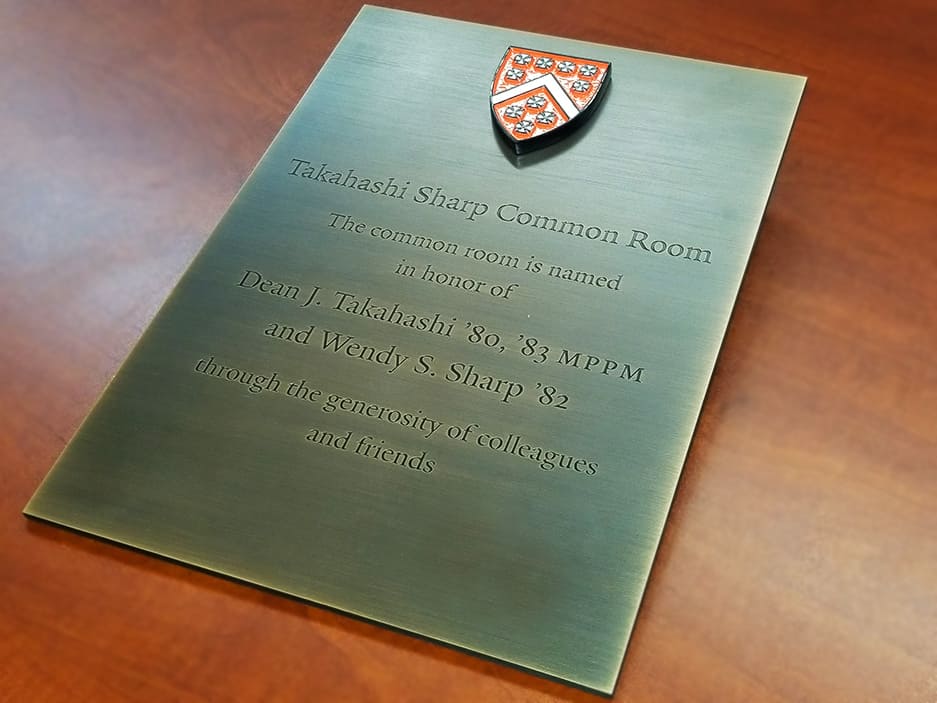 Takahashi Sharp Common Room
The common room is named
in honor of
Dean J. Takahashi ’80, ’83 MPPM
and Wendy S. Sharp ’82
through the generosity of colleagues
and friends